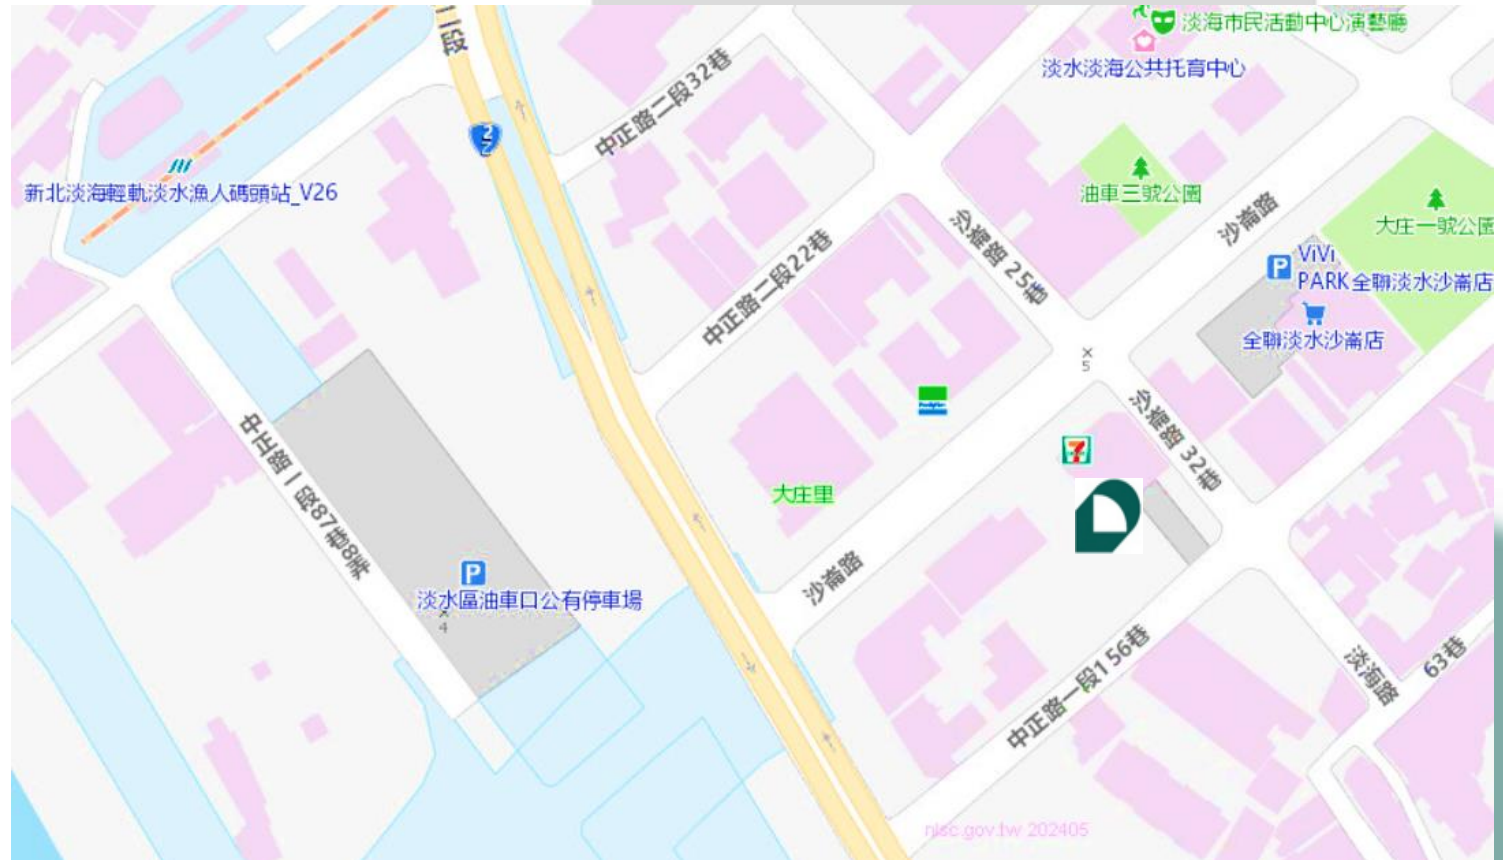 二段
淡海市民活動中心演藝廳
淡水淡海公共托育中心
中正路二段32巷
2
新北淡海輕軌淡水漁人碼頭站_V26
油車三號公園
沙崙路
大庄一號公園
沙崙路 25巷
中正路二段22巷
P
ViVi
PARK全聯淡水沙崙店
全聯淡水沙崙店
5
FamilyMart
沙崙路 32巷
7
中正路一段87巷8弄
大庄里
P
淡水區油車口公有停車場
4
沙崙路
中正路一段156巷
淡海路
63巷
nlsc.gov.tw 202405